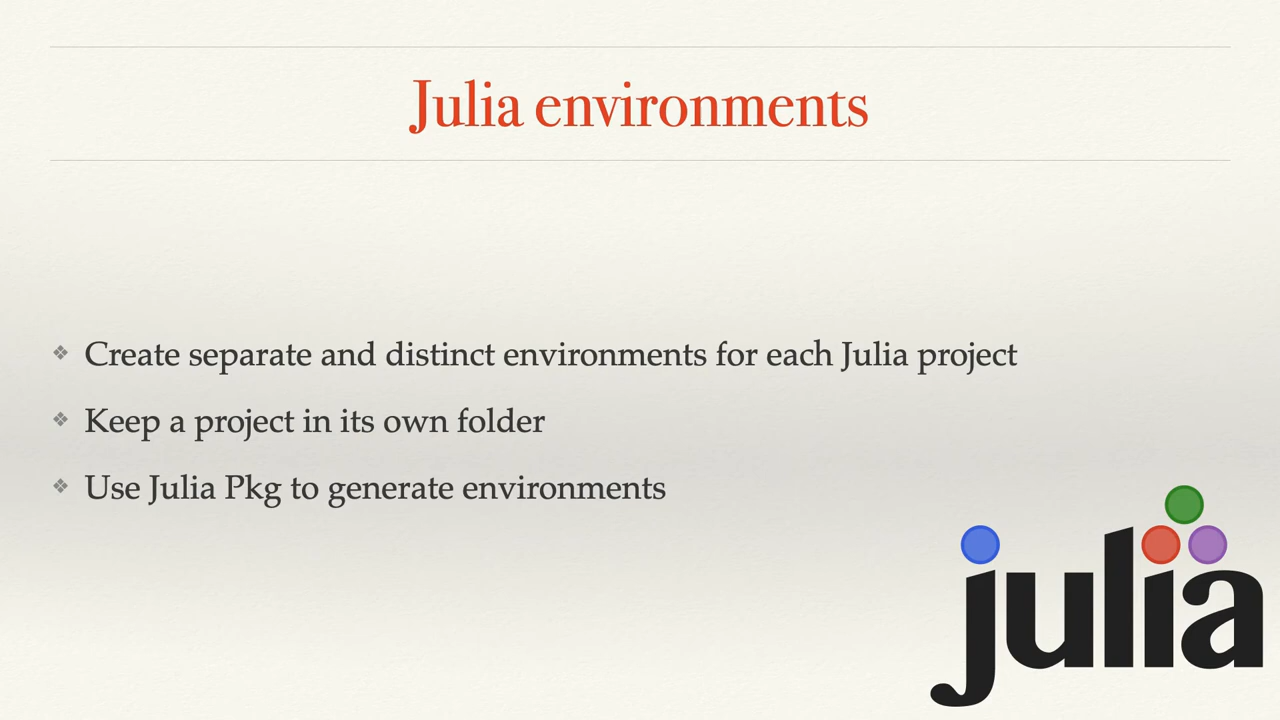 Julia environments
❖ Create separate and distinct environments for each Julia project
❖ Keep a project in its own folder
❖ Use Julia Pkg to generate environments
julia